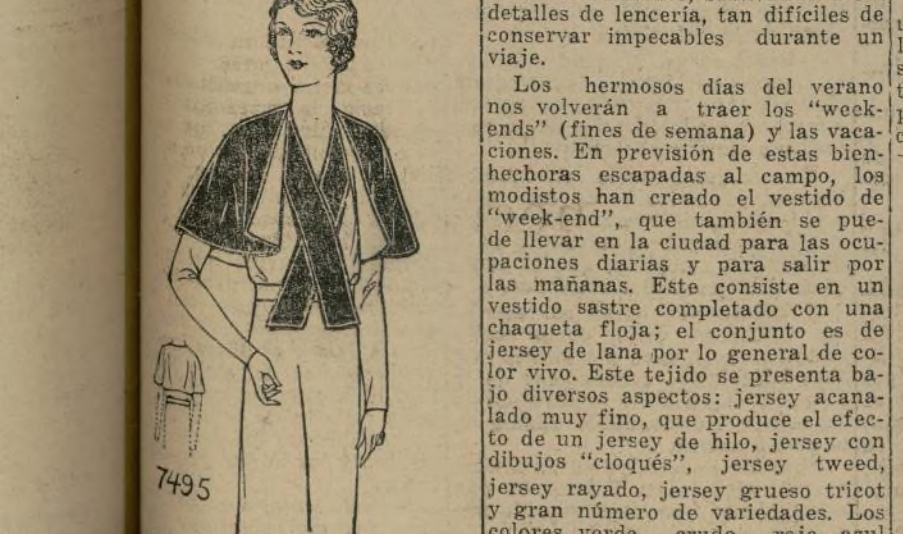 detalles de lencería, tan difíciles de
conservar impecables durante un
viaje.
Los hermosos días del verano
nos volverán a traer los "week-
ends" (fines de semana) y las vaca-
ciones. En previsión de estas bien-
hechoras escapadas al campo, los
modistos han creado el vestido de
"week-end", que también se pue-
de llevar en la ciudad para las ocu-
paciones diarias y para salir por
las mañanas. Este consiste en un
vestido sastre completado con una
chaqueta floja; el conjunto es de
jersey de lana por lo general de co-
lor vivo. Este tejido se presenta ba-
jo diversos aspectos: jersey acana-
lado muy fino, que produce el efec-
to de un jersey de hilo, jersey con
dibujos "cloqués", jersey tweed,
jersey rayado, jersey grueso tricot
y gran número de variedades. Los
colores verde, crudo, rojo, azul
7495